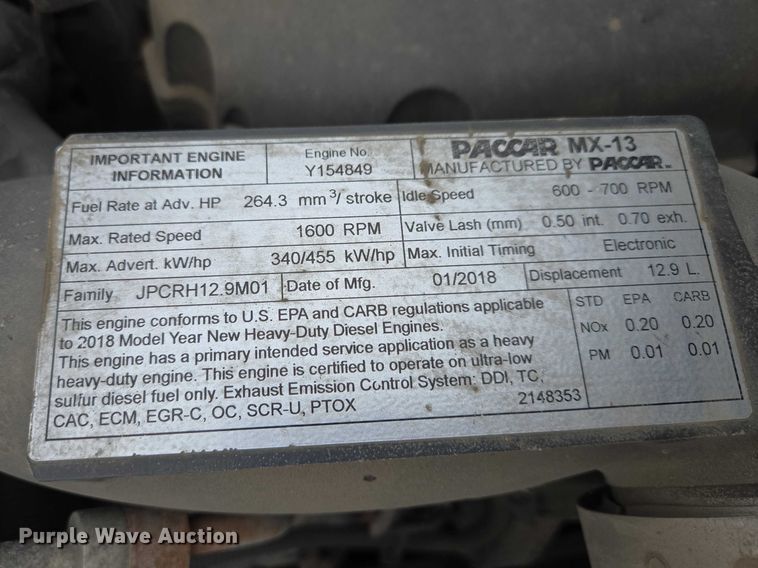 IMPORTANT ENGINE INFORMATION
Engine No. Y154849
PACCAR MX-13
MANUFACTURED BY PACCAR INC
Fuel Rate at Adv. HP 264.3 mm³/ stroke
Idle Speed 600 - 700 RPM
Max. Rated Speed 1600 RPM
Valve Lash (mm) 0.50 int. 0.70 exh.
Max. Advert. kW/hp 340/455 kW/hp
Max. Initial Timing Electronic
Family JPCRH12.9M01
Date of Mfg. 01/2018
Displacement 12.9 L.
This engine conforms to U.S. EPA and CARB regulations applicable
to 2018 Model Year New Heavy-Duty Diesel Engines.
This engine has a primary intended service application as a heavy
heavy-duty engine. This engine is certified to operate on ultra-low
sulfur diesel fuel only. Exhaust Emission Control System: DDI, TC,
CAC, ECM, EGR-C, OC, SCR-U, PTOX
2148353
STD EPA CARB
NOx 0.20 0.20
PM 0.01 0.01
Purple Wave Auction